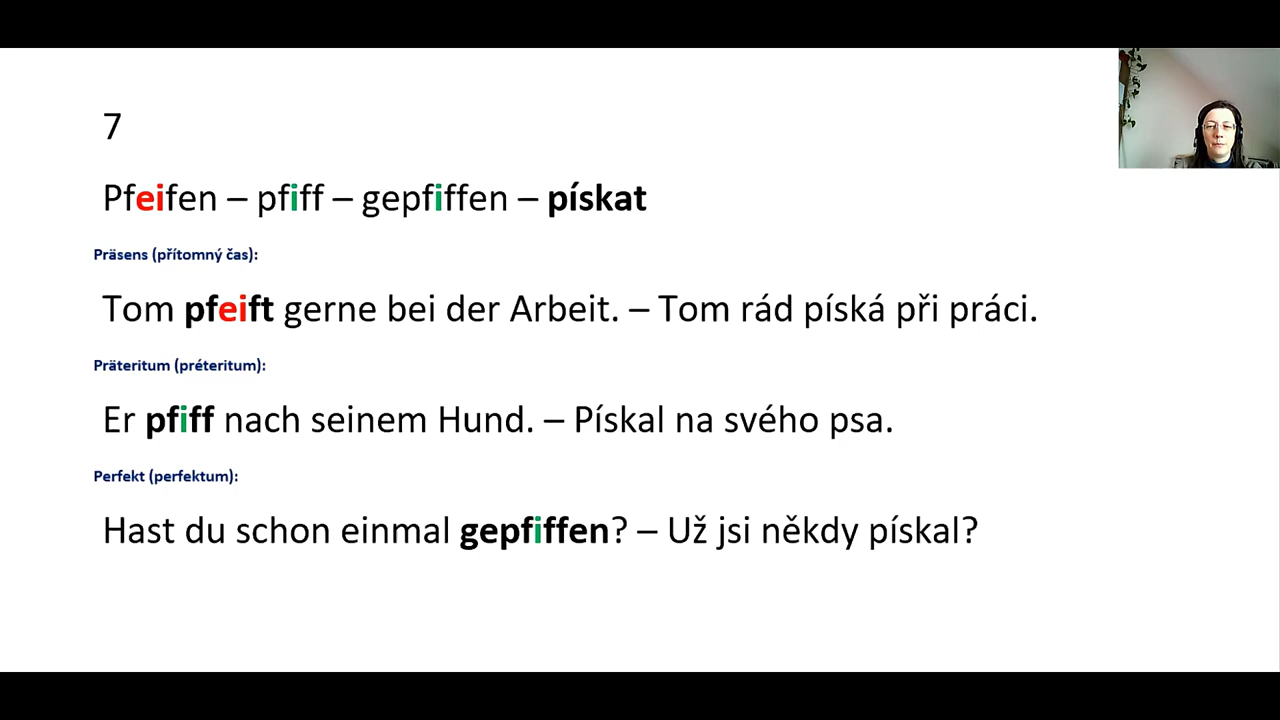 7
Pfeifen – pfiff – gepfiffen – pískat
Präsens (přítomný čas):
Tom pfeift gerne bei der Arbeit. – Tom rád píská při práci.
Präteritum (préteritum):
Er pfiff nach seinem Hund. – Pískal na svého psa.
Perfekt (perfektum):
Hast du schon einmal gepfiffen? – Už jsi někdy pískal?